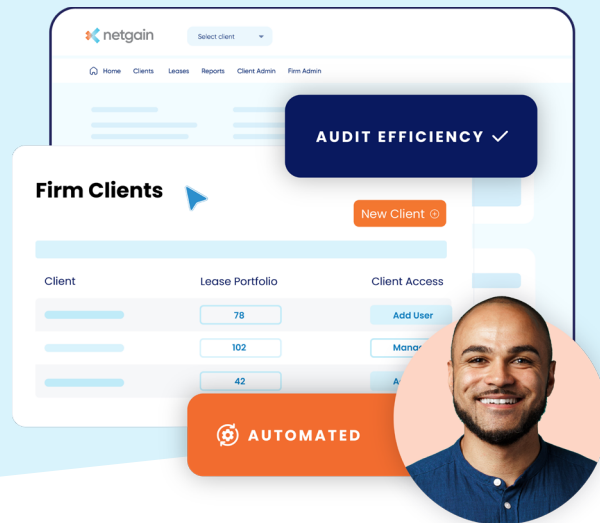 netgain
Select client
Home Clients Leases Reports Client Admin Firm Admin
AUDIT EFFICIENCY
Firm Clients
New Client
Client Lease Portfolio Client Access
78 Add User
102
42
AUTOMATED